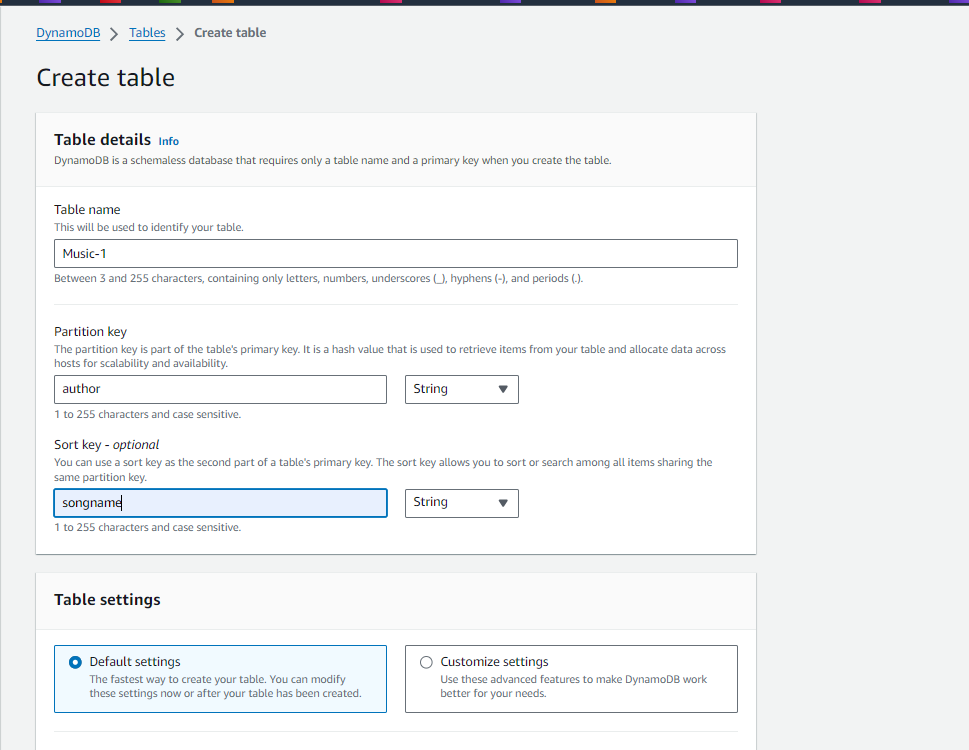 DynamoDB > Tables > Create table
Create table
Table details Info
DynamoDB is a schemaless database that requires only a table name and a primary key when you create the table.
Table name
This will be used to identify your table.
Music-1
Between 3 and 255 characters, containing only letters, numbers, underscores (_), hyphens (-), and periods (.).
Partition key
The partition key is part of the table's primary key. It is a hash value that is used to retrieve items from your table and allocate data across
hosts for scalability and availability.
author String
1 to 255 characters and case sensitive.
Sort key - optional
You can use a sort key as the second part of a table's primary key. The sort key allows you to sort or search among all items sharing the
same partition key.
songname String
1 to 255 characters and case sensitive.
Table settings
Default settings
The fastest way to create your table. You can modify
these settings now or after your table has been created.
Customize settings
Use these advanced features to make DynamoDB work
better for your needs.